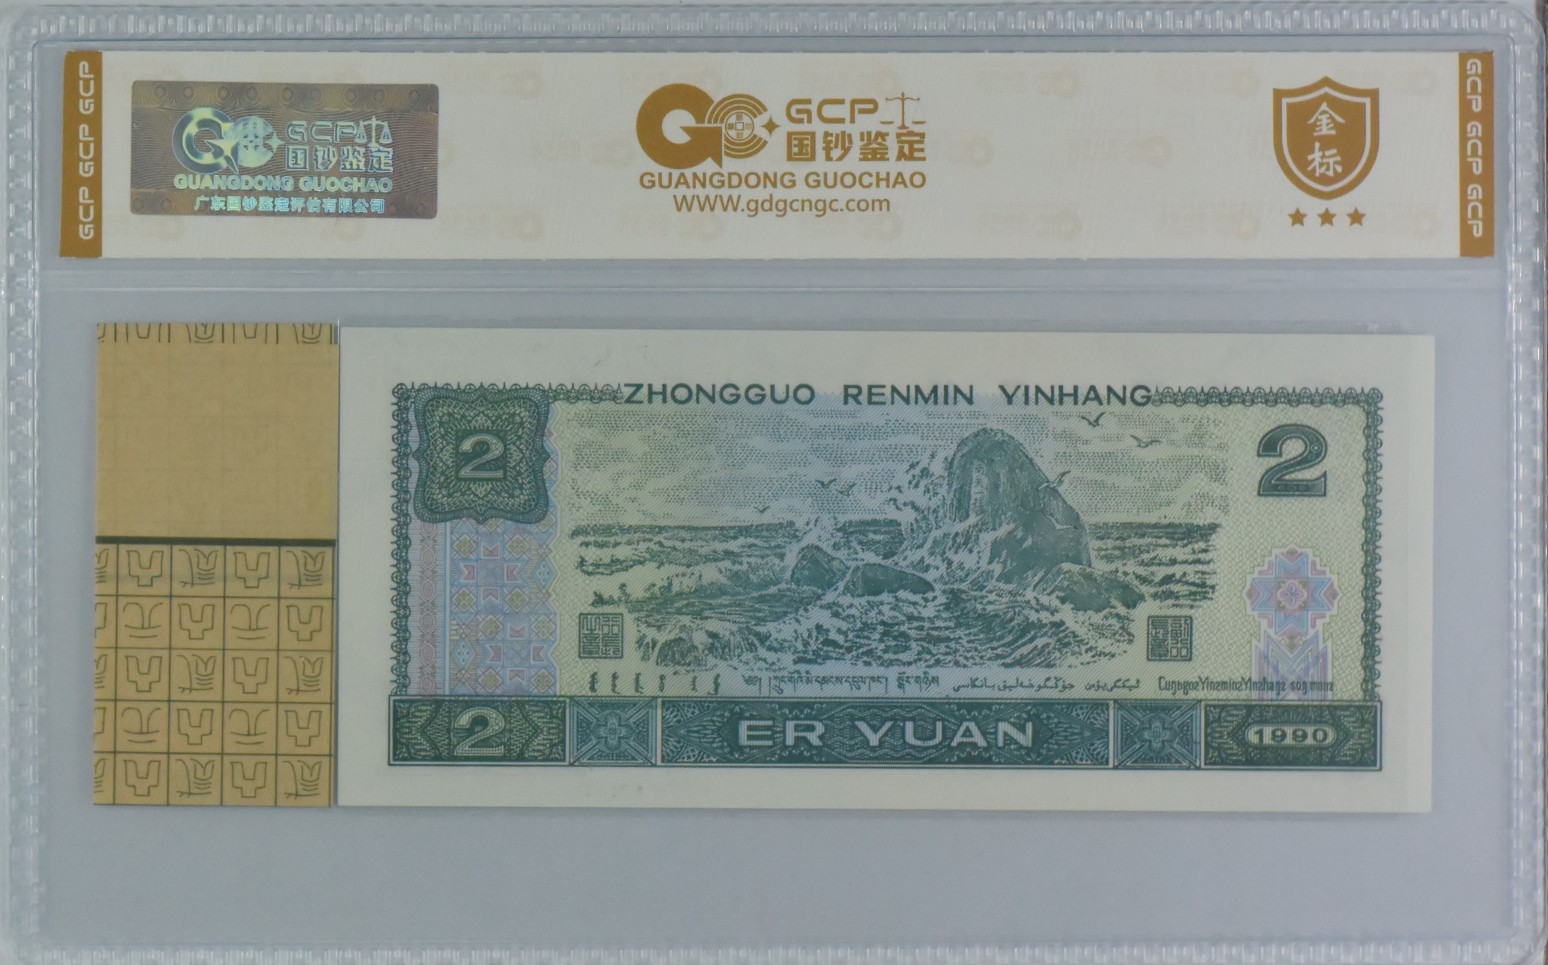 GCP GCP GCP
GCP 国钞鉴定
GUANGDONG GUOCHAO
广东国钞鉴定评估有限公司
GCP
国钞鉴定
GUANGDONG GUOCHAO
WWW.gdgcngc.com
金标
GCP GCP GCP
ZHONGGUO RENMIN YINHANG
2
2
2 ER YUAN 1990